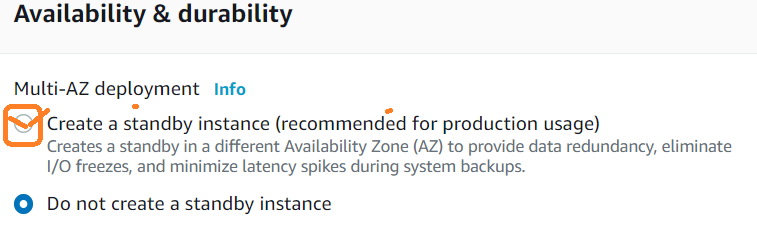 Availability & durability
Multi-AZ deployment Info
Create a standby instance (recommended for production usage)
Creates a standby in a different Availability Zone (AZ) to provide data redundancy, eliminate
I/O freezes, and minimize latency spikes during system backups.
Do not create a standby instance